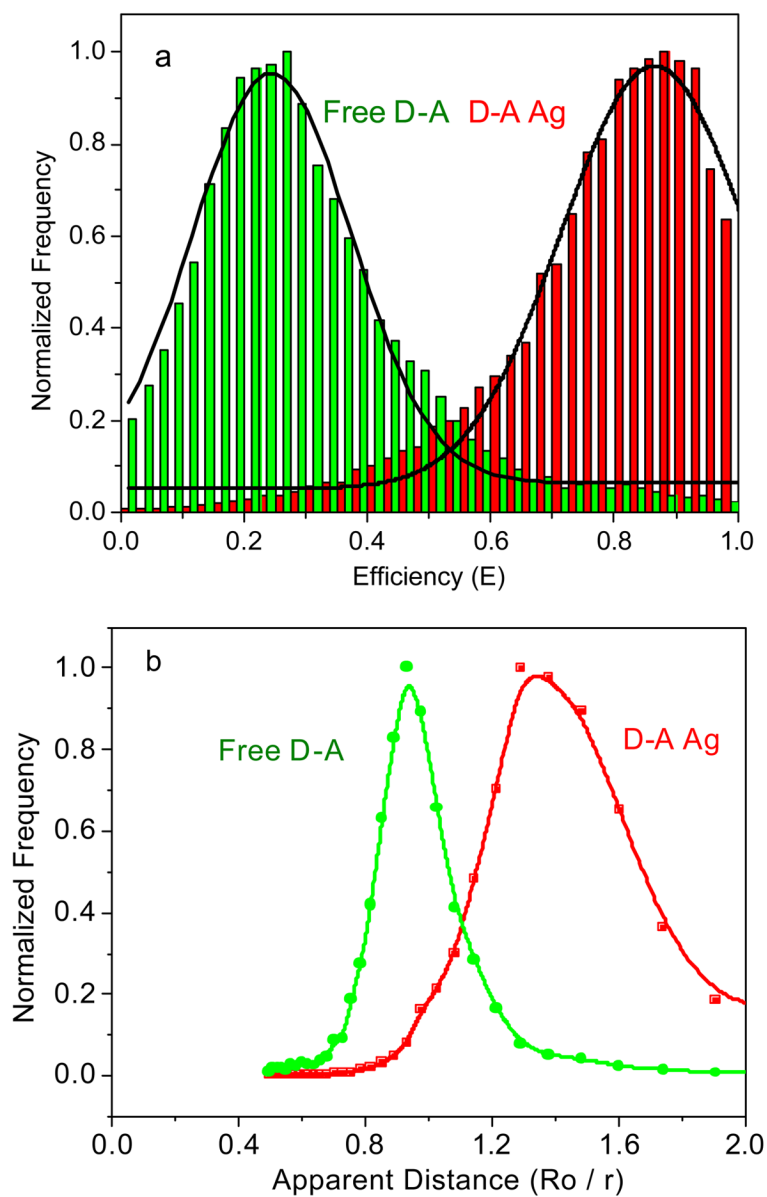 a
Free D-A D-A Ag
Normalized Frequency
1.0
0.8
0.6
0.4
0.2
0.0
0.0 0.2 0.4 0.6 0.8 1.0
Efficiency (E)
b
Free D-A
D-A Ag
Normalized Frequency
1.0
0.8
0.6
0.4
0.2
0.0
0.0 0.4 0.8 1.2 1.6 2.0
Apparent Distance (Ro / r)